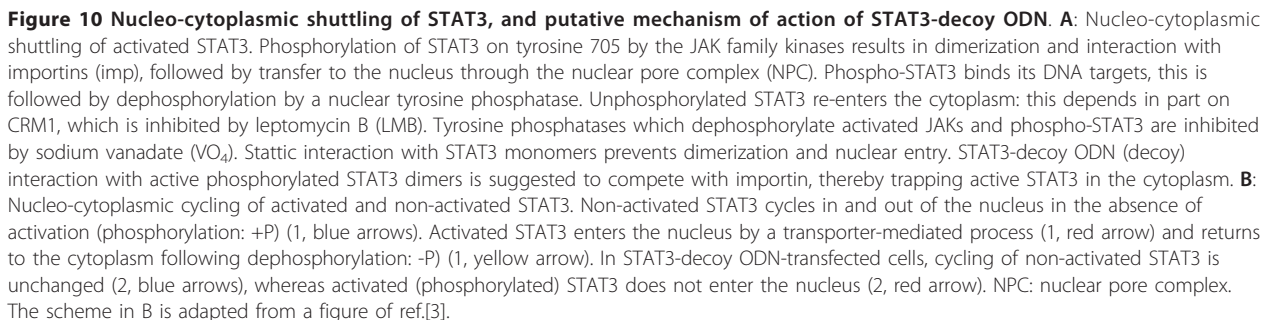 Figure 10 Nucleo-cytoplasmic shuttling of STAT3, and putative mechanism of action of STAT3-decoy ODN. A: Nucleo-cytoplasmic
shuttling of activated STAT3. Phosphorylation of STAT3 on tyrosine 705 by the JAK family kinases results in dimerization and interaction with
importins (imp), followed by transfer to the nucleus through the nuclear pore complex (NPC). Phospho-STAT3 binds its DNA targets, this is
followed by dephosphorylation by a nuclear tyrosine phosphatase. Unphosphorylated STAT3 re-enters the cytoplasm: this depends in part on
CRM1, which is inhibited by leptomycin B (LMB). Tyrosine phosphatases which dephosphorylate activated JAKs and phospho-STAT3 are inhibited
by sodium vanadate (VO₄). Stattic interaction with STAT3 monomers prevents dimerization and nuclear entry. STAT3-decoy ODN (decoy)
interaction with active phosphorylated STAT3 dimers is suggested to compete with importin, thereby trapping active STAT3 in the cytoplasm. B:
Nucleo-cytoplasmic cycling of activated and non-activated STAT3. Non-activated STAT3 cycles in and out of the nucleus in the absence of
activation (phosphorylation: +P) (1, blue arrows). Activated STAT3 enters the nucleus by a transporter-mediated process (1, red arrow) and returns
to the cytoplasm following dephosphorylation: -P) (1, yellow arrow). In STAT3-decoy ODN-transfected cells, cycling of non-activated STAT3 is
unchanged (2, blue arrows), whereas activated (phosphorylated) STAT3 does not enter the nucleus (2, red arrow). NPC: nuclear pore complex.
The scheme in B is adapted from a figure of ref.[3].